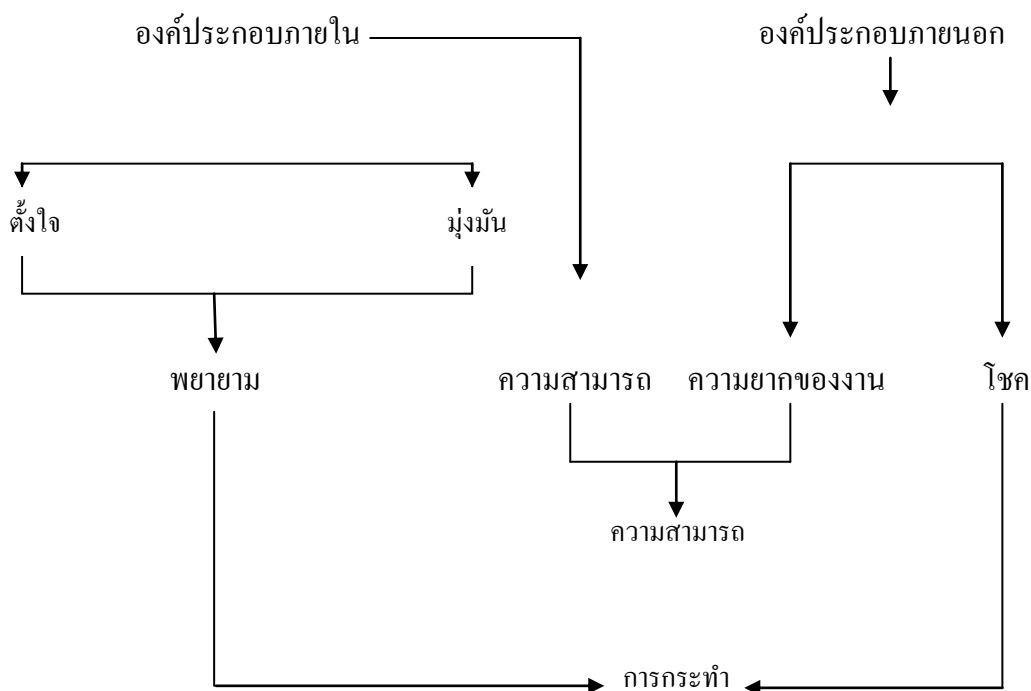 องค์ประกอบภายใน องค์ประกอบภายนอก
ตั้งใจ มุ่งมัน
พยายาม ความสามารถ ความยากของงาน โชค
ความสามารถ
การกระทำ